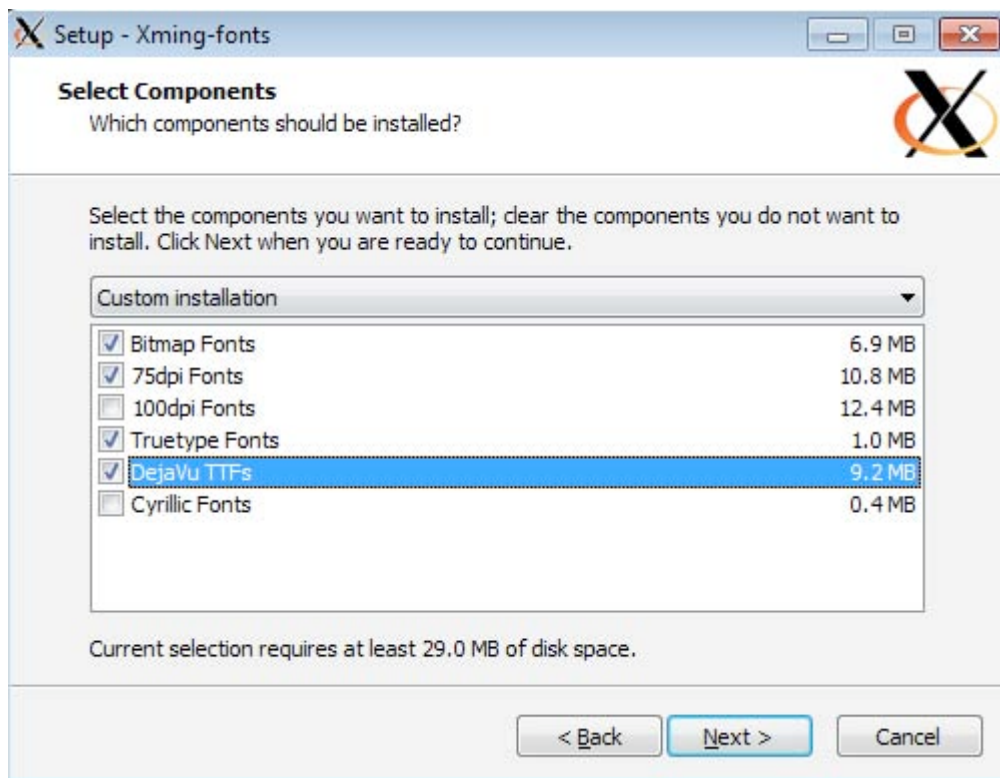 Setup - Xming-fonts
Select Components
Which components should be installed?
Select the components you want to install; clear the components you do not want to
install. Click Next when you are ready to continue.
Custom installation
Bitmap Fonts 6.9 MB
75dpi Fonts 10.8 MB
100dpi Fonts 12.4 MB
Truetype Fonts 1.0 MB
DejaVu TTFs 9.2 MB
Cyrillic Fonts 0.4 MB
Current selection requires at least 29.0 MB of disk space.
< Back Next > Cancel